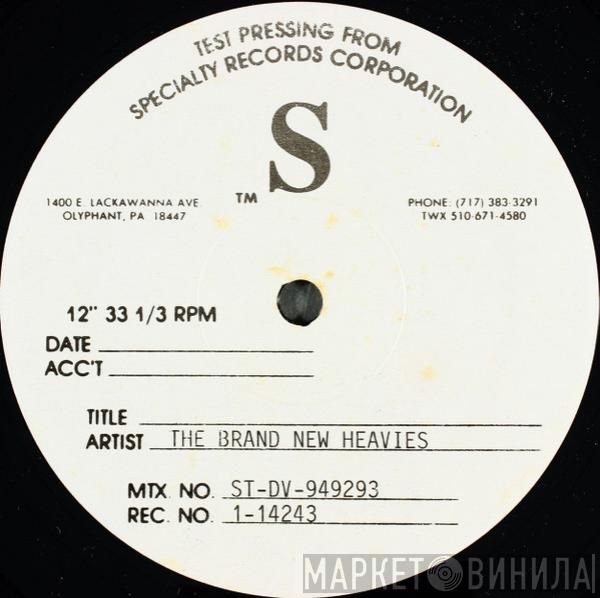 TEST PRESSING FROM
SPECIALTY RECORDS CORPORATION
S
TM
1400 E. LACKAWANNA AVE.
OLYPHANT, PA 18447
PHONE: (717) 383-3291
TWX 510-671-4580
12" 33 1/3 RPM
DATE
ACC'T
TITLE
ARTIST THE BRAND NEW HEAVIES
MTX. NO. ST-DV-949293
REC. NO. 1-14243
МАРКЕТ ВИНИЛА